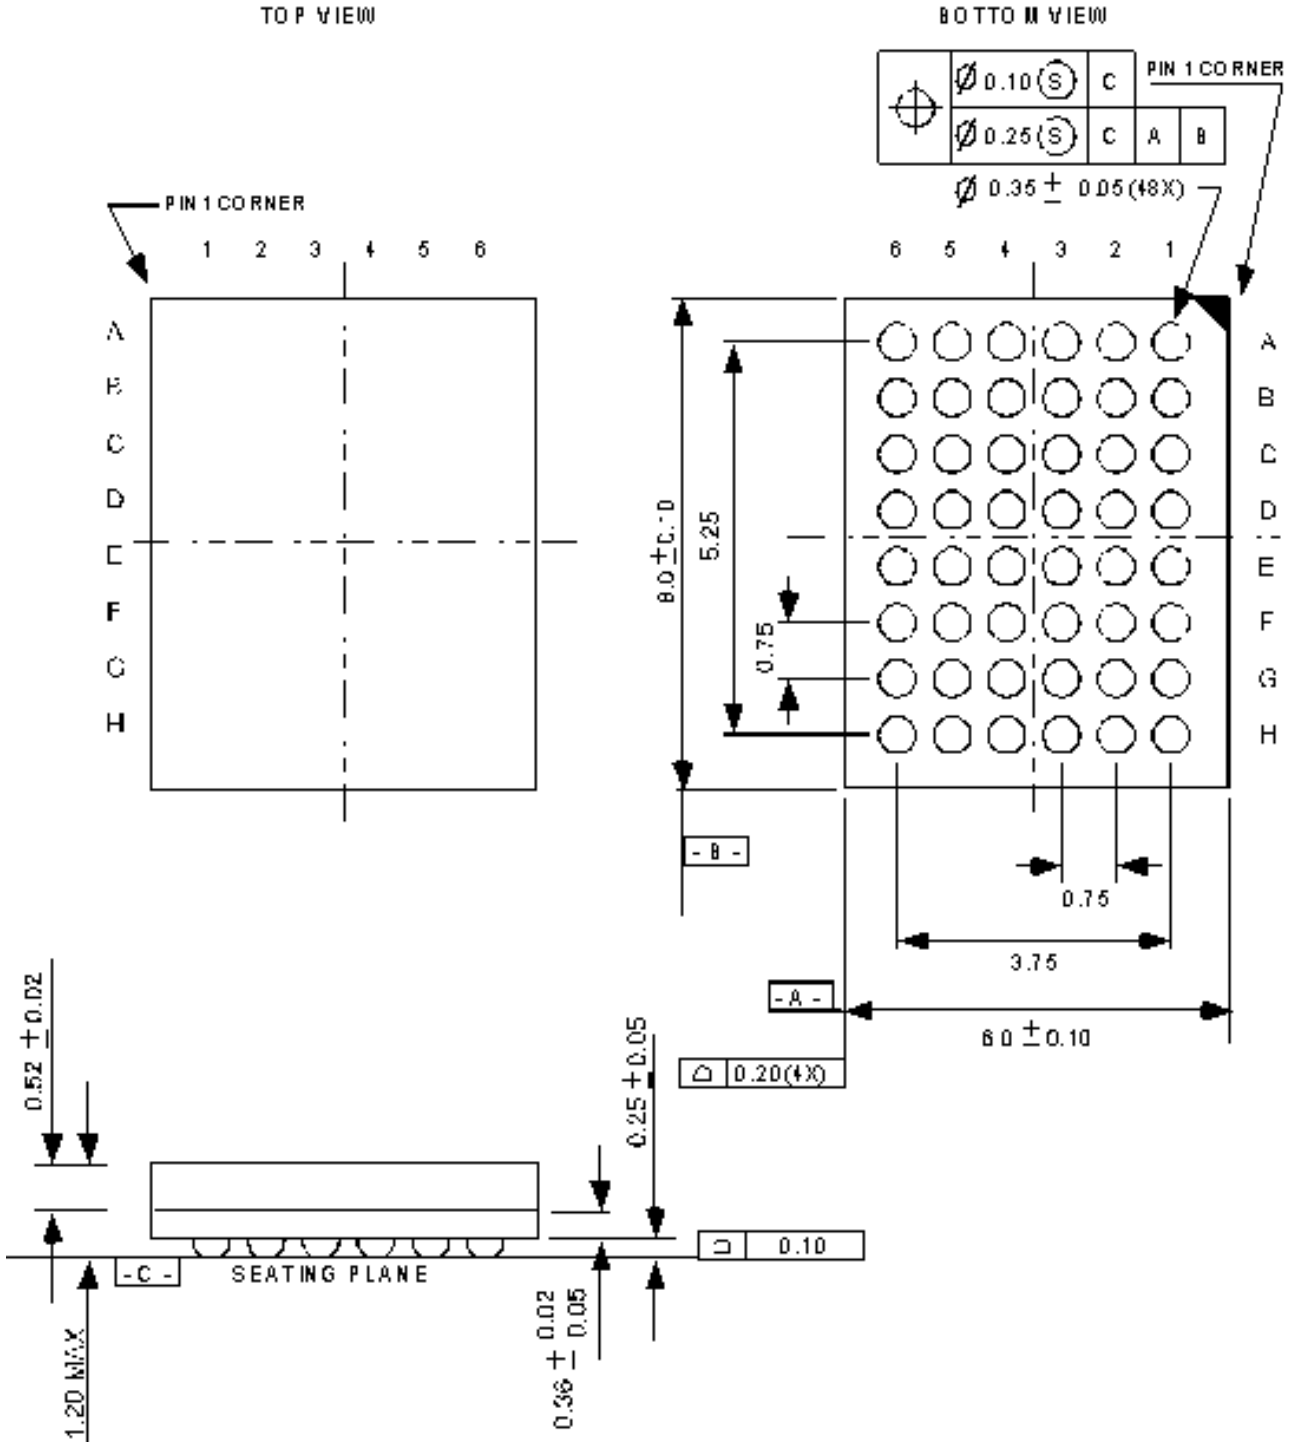 TOP VIEW
BOTTOM VIEW
Ø 0.10 (S) C
PIN 1 CORNER
Ø 0.25 (S) C A B
Ø 0.35 ± 0.05 (48X)
PIN 1 CORNER
1 2 3 4 5 6
6 5 4 3 2 1
A
B
C
D
E
F
G
H
A
B
C
D
E
F
G
H
5.25
0.75
- B -
0.75
3.75
- A -
6.0 ± 0.10
0.20(4X)
0.52 ± 0.02
0.25 ± 0.05
0.10
- C -
SEATING PLANE
1.20 MAX
0.36 ± 0.02
0.05